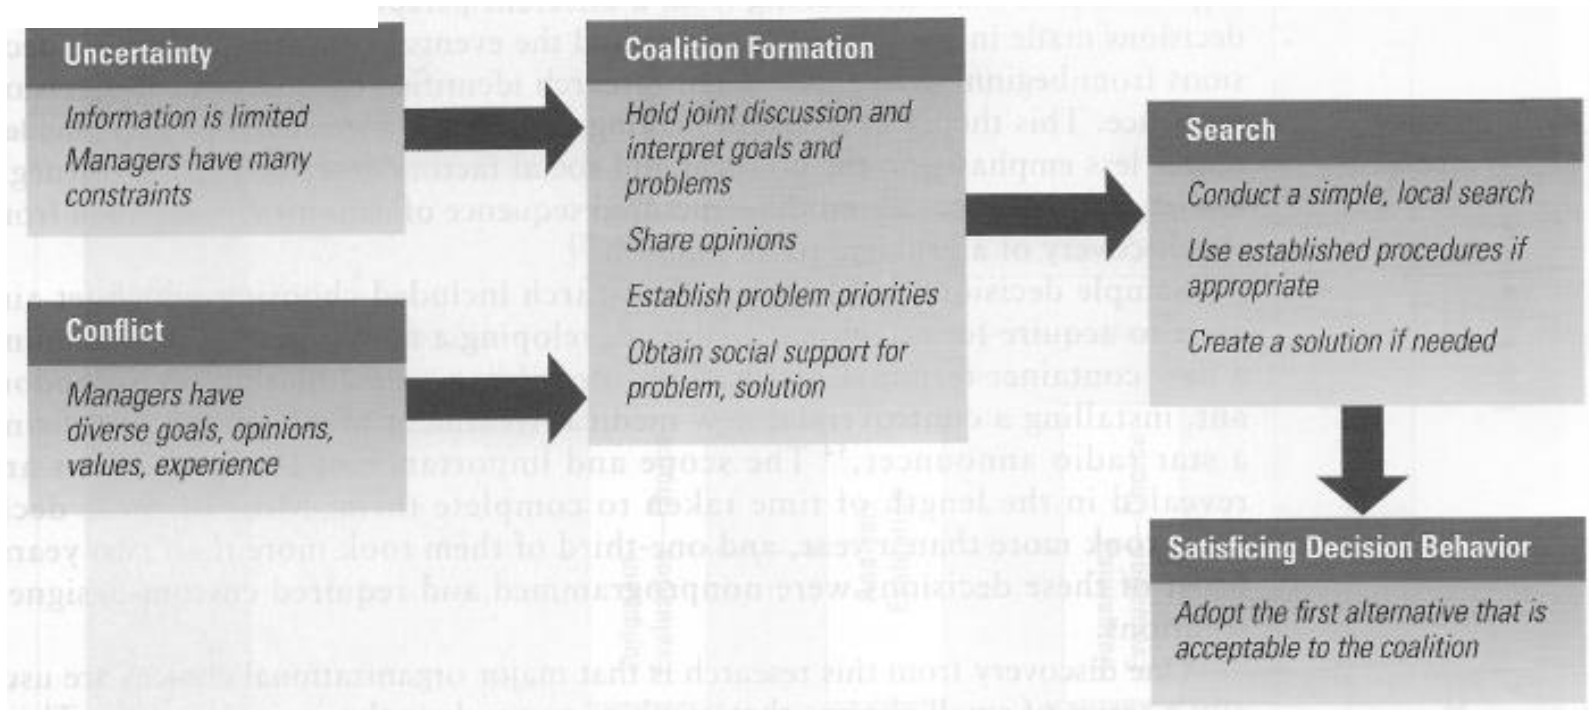 Uncertainty
Information is limited
Managers have many
constraints
Conflict
Managers have
diverse goals, opinions,
values, experience
Coalition Formation
Hold joint discussion and
interpret goals and
problems
Share opinions
Establish problem priorities
Obtain social support for
problem, solution
Search
Conduct a simple, local search
Use established procedures if
appropriate
Create a solution if needed
Satisficing Decision Behavior
Adopt the first alternative that is
acceptable to the coalition